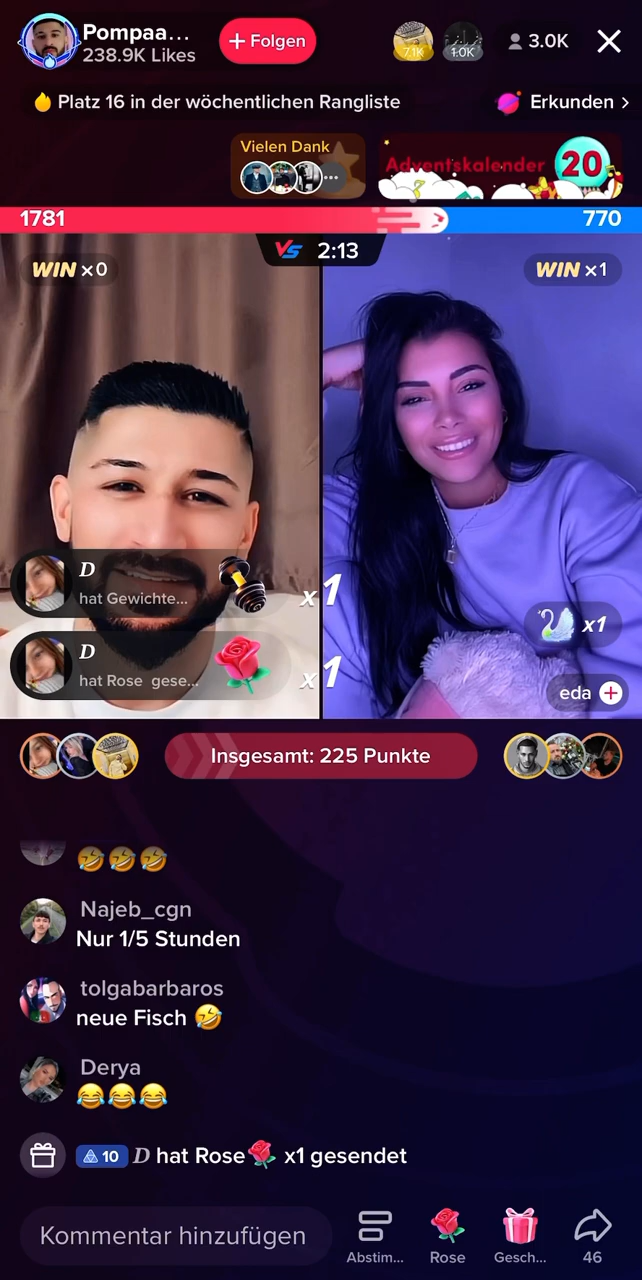 Pompaa...
238.9K Likes
+ Folgen
7.1K
1.0K
3.0K
Platz 16 in der wöchentlichen Rangliste
Erkunden >
Vielen Dank
Adventskalender
20
1781
770
VS 2:13
WIN x0
WIN x1
D
hat Gewichte...
x1
D
hat Rose gese...
x1
x1
eda +
Insgesamt: 225 Punkte
🤣🤣🤣
Najeb_cgn
Nur 1/5 Stunden
tolgabarbaros
neue Fisch 🤣
Derya
😂😂😂
10 D hat Rose🌹 x1 gesendet
Kommentar hinzufügen
Abstim...
Rose
Gesch...
46